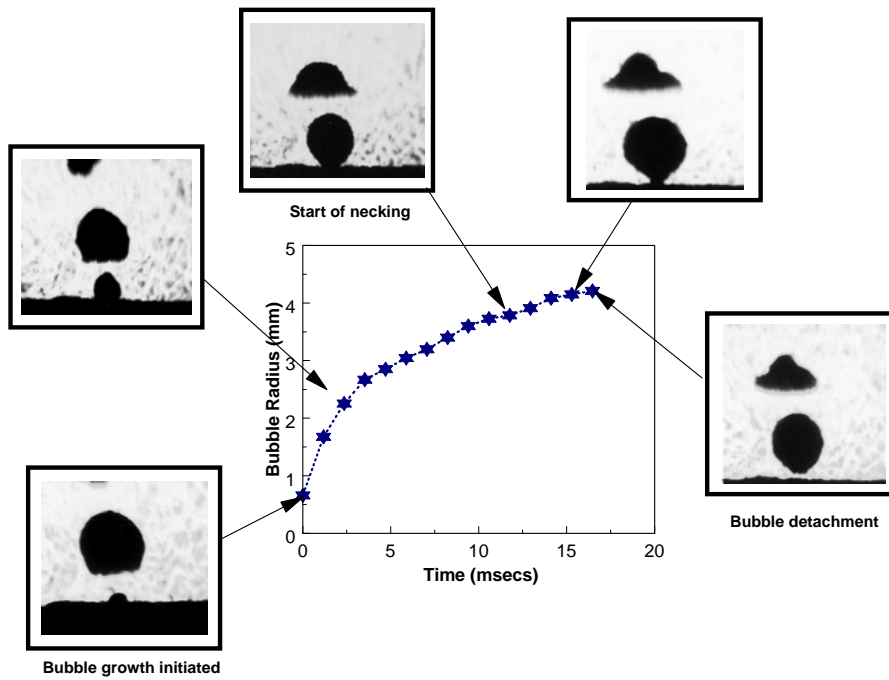 Start of necking
Bubble detachment
Bubble growth initiated
Bubble Radius (mm)
5
4
3
2
1
0
0 5 10 15 20
Time (msecs)